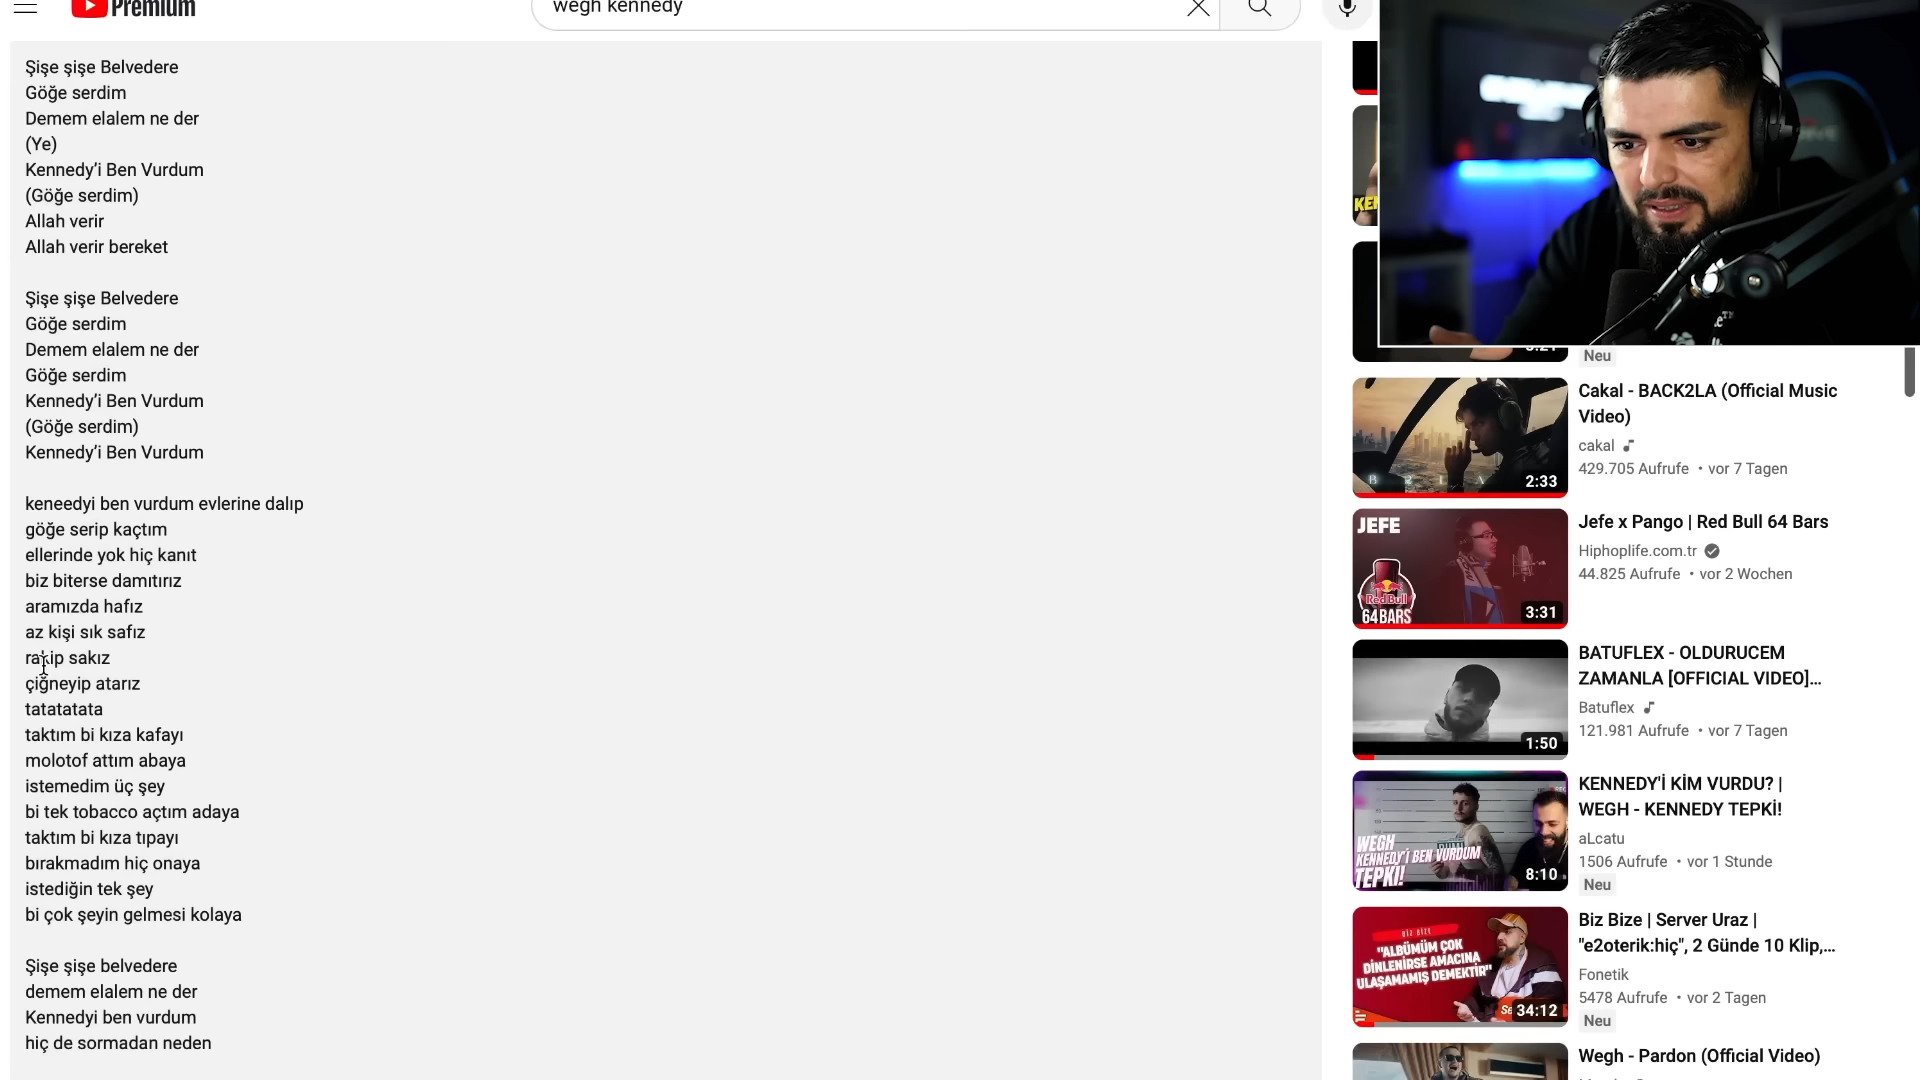 Premium
wegh kennedy
Şişe şişe Belvedere
Göğe serdim
Demem elalem ne der
(Ye)
Kennedy’i Ben Vurdum
(Göğe serdim)
Allah verir
Allah verir bereket
Şişe şişe Belvedere
Göğe serdim
Demem elalem ne der
Göğe serdim
Kennedy’i Ben Vurdum
(Göğe serdim)
Kennedy’i Ben Vurdum
keneedyi ben vurdum evlerine dalıp
göğe serip kaçtım
ellerinde yok hiç kanıt
biz biterse damıtırız
aramızda hafız
az kişi sık safız
rakip sakız
çiğneyip atarız
tatatatata
taktım bi kıza kafayı
molotof attım abaya
istemedim üç şey
bi tek tobacco açtım adaya
taktım bi kıza tıpayı
bırakmadım hiç onaya
istediğin tek şey
bi çok şeyin gelmesi kolaya
Şişe şişe belvedere
demem elalem ne der
Kennedyi ben vurdum
hiç de sormadan neden
Neu
Cakal - BACK2LA (Official Music
Video)
cakal
429.705 Aufrufe • vor 7 Tagen
2:33
JEFE
Red Bull
64 BARS
3:31
Jefe x Pango | Red Bull 64 Bars
Hiphoplife.com.tr
44.825 Aufrufe • vor 2 Wochen
1:50
BATUFLEX - OLDURUCEM
ZAMANLA [OFFICIAL VIDEO]...
Batuflex
121.981 Aufrufe • vor 7 Tagen
WEGH
KENNEDY'İ BEN VURDUM
TEPKİ!
8:10
KENNEDY'İ KİM VURDU? |
WEGH - KENNEDY TEPKİ!
aLcatu
1506 Aufrufe • vor 1 Stunde
Neu
BİZ BİZE
"ALBÜMÜM ÇOK
DİNLENİRSE AMACINA
ULAŞAMAMIŞ DEMEKTİR"
34:12
Biz Bize | Server Uraz |
"e2oterik:hiç", 2 Günde 10 Klip,...
Fonetik
5478 Aufrufe • vor 2 Tagen
Neu
Wegh - Pardon (Official Video)